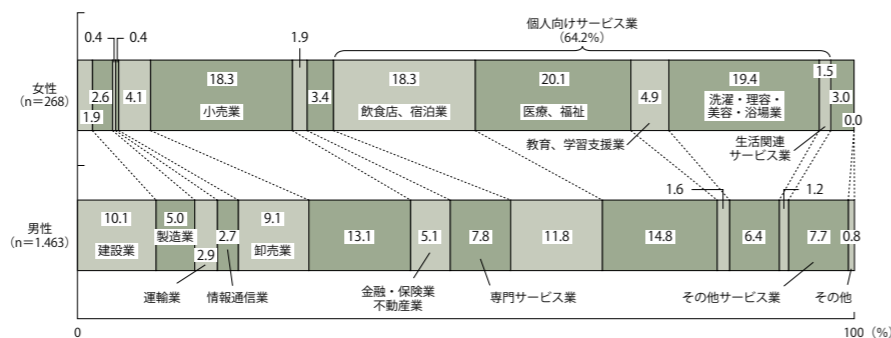 個人向けサービス業
(64.2%)
0.4
0.4
1.9
女性
(n=268)
1.9
2.6
4.1
18.3
小売業
3.4
18.3
飲食店、宿泊業
20.1
医療、福祉
4.9
19.4
洗濯・理容・
美容・浴場業
1.5
3.0
0.0
教育、学習支援業
生活関連
サービス業
1.6
1.2
男性
(n=1.463)
10.1
建設業
5.0
製造業
2.9
2.7
9.1
卸売業
13.1
5.1
7.8
11.8
14.8
6.4
7.7
0.8
運輸業
情報通信業
金融・保険業
不動産業
専門サービス業
その他サービス業
その他
0
100 (%)